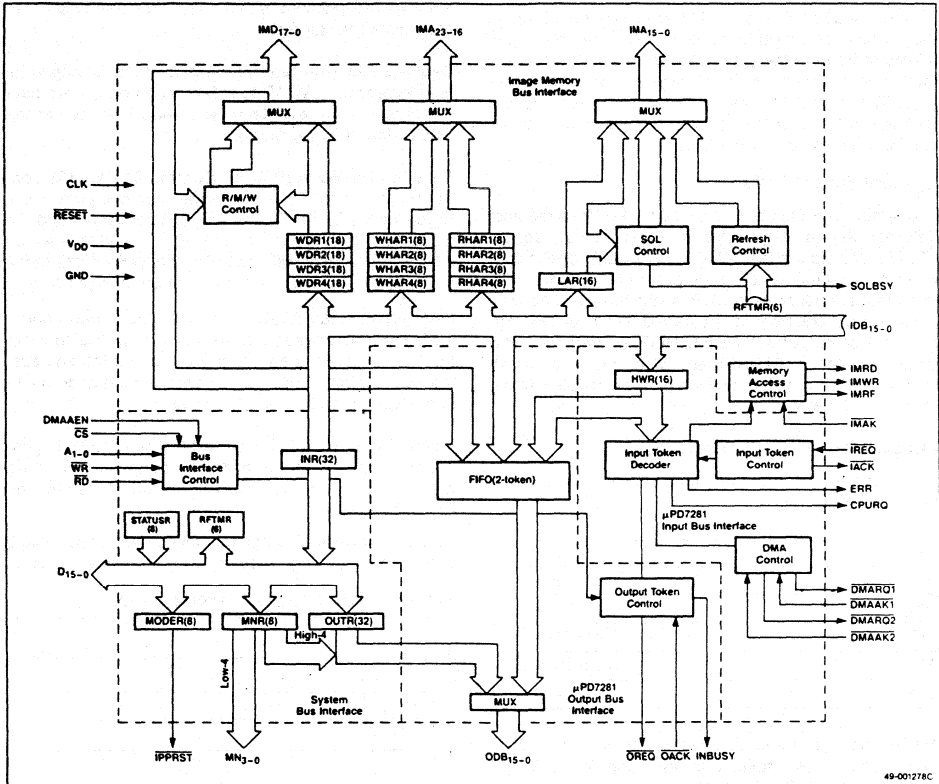 IMD17-0
IMA23-16
IMA15-0
Image Memory
Bus Interface
MUX
MUX
MUX
CLK
R/M/W
Control
RESET
VDD
GND
WDR1(18)
WDR2(18)
WDR3(18)
WDR4(18)
WHAR1(8)
WHAR2(8)
WHAR3(8)
WHAR4(8)
RHAR1(8)
RHAR2(8)
RHAR3(8)
RHAR4(8)
LAR(16)
SOL
Control
Refresh
Control
SOLBSY
RFTMR(6)
IDB15-0
HWR(16)
Memory
Access
Control
IMRD
IMWR
IMRF
IMAK
DMAAEN
CS
A1-0
WR
RD
Bus
Interface
Control
INR(32)
FIFO(2-token)
Input Token
Decoder
Input Token
Control
IREQ
IACK
ERR
CPURQ
μPD7281
Input Bus Interface
STATUSR
(8)
RFTMR
(6)
DMA
Control
D15-0
DMARQ1
DMAAK1
DMARQ2
DMAAK2
Output Token
Control
MODER(8)
MNR(8)
OUTR(32)
High-4
Low-4
System
Bus Interface
MUX
μPD7281
Output Bus
Interface
IPPRST
MN3-0
ODB15-0
OREQ
OACK
INBUSY
49-001278C